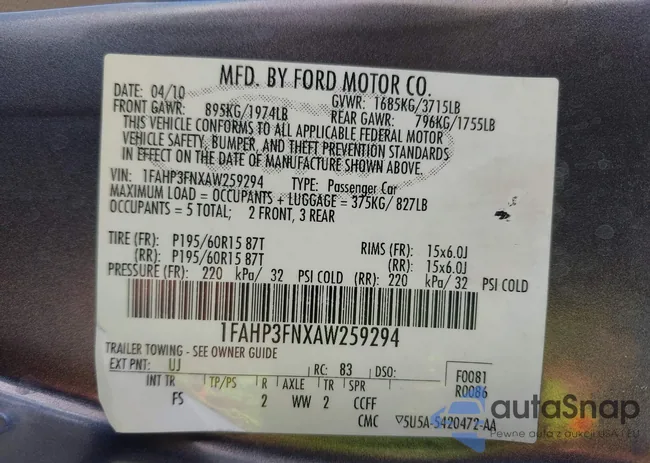 MFD. BY FORD MOTOR CO.
DATE: 04/10 GVWR: 1685KG/3715LB
FRONT GAWR: 895KG/1974LB REAR GAWR: 796KG/1755LB
THIS VEHICLE CONFORMS TO ALL APPLICABLE FEDERAL MOTOR
VEHICLE SAFETY, BUMPER, AND THEFT PREVENTION STANDARDS
IN EFFECT ON THE DATE OF MANUFACTURE SHOWN ABOVE.
VIN: 1FAHP3FNXAW259294 TYPE: Passenger Car
MAXIMUM LOAD = OCCUPANTS + LUGGAGE = 375KG/ 827LB
OCCUPANTS = 5 TOTAL; 2 FRONT, 3 REAR
TIRE (FR): P195/60R15 87T RIMS (FR): 15x6.0J
(RR): P195/60R15 87T (RR): 15x6.0J
PRESSURE (FR): 220 kPa/ 32 PSI COLD (RR): 220 kPa/ 32 PSI COLD
1FAHP3FNXAW259294
TRAILER TOWING - SEE OWNER GUIDE
EXT PNT: UJ RC: 83 DSO: F0081
R0086
INT TR TP/PS R AXLE TR SPR
FS 2 WW 2 CCFF
CMC ▽5U5A-5420472-AA
autoSnap
Pewne auta z aukcji USA i EU